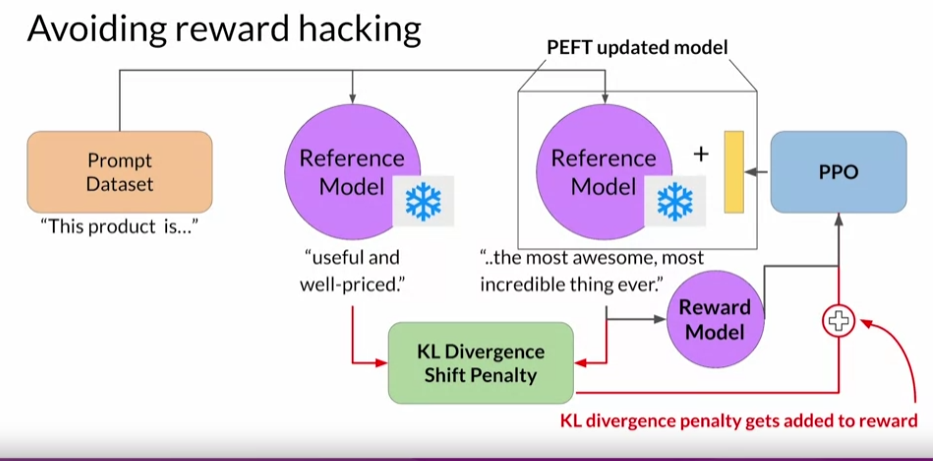 Avoiding reward hacking
PEFT updated model
Prompt
Dataset
"This product is..."
Reference
Model
"useful and
well-priced."
Reference
Model
+
"..the most awesome, most
incredible thing ever."
PPO
Reward
Model
KL Divergence
Shift Penalty
KL divergence penalty gets added to reward